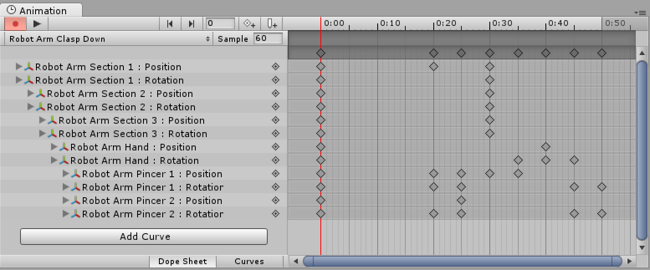 Animation
0
0:00 0:10 0:20 0:30 0:40 0:50
Robot Arm Clasp Down Sample 60
Robot Arm Section 1 : Position
Robot Arm Section 1 : Rotation
Robot Arm Section 2 : Position
Robot Arm Section 2 : Rotation
Robot Arm Section 3 : Position
Robot Arm Section 3 : Rotation
Robot Arm Hand : Position
Robot Arm Hand : Rotation
Robot Arm Pincer 1 : Position
Robot Arm Pincer 1 : Rotatior
Robot Arm Pincer 2 : Position
Robot Arm Pincer 2 : Rotatior
Add Curve
Dope Sheet Curves